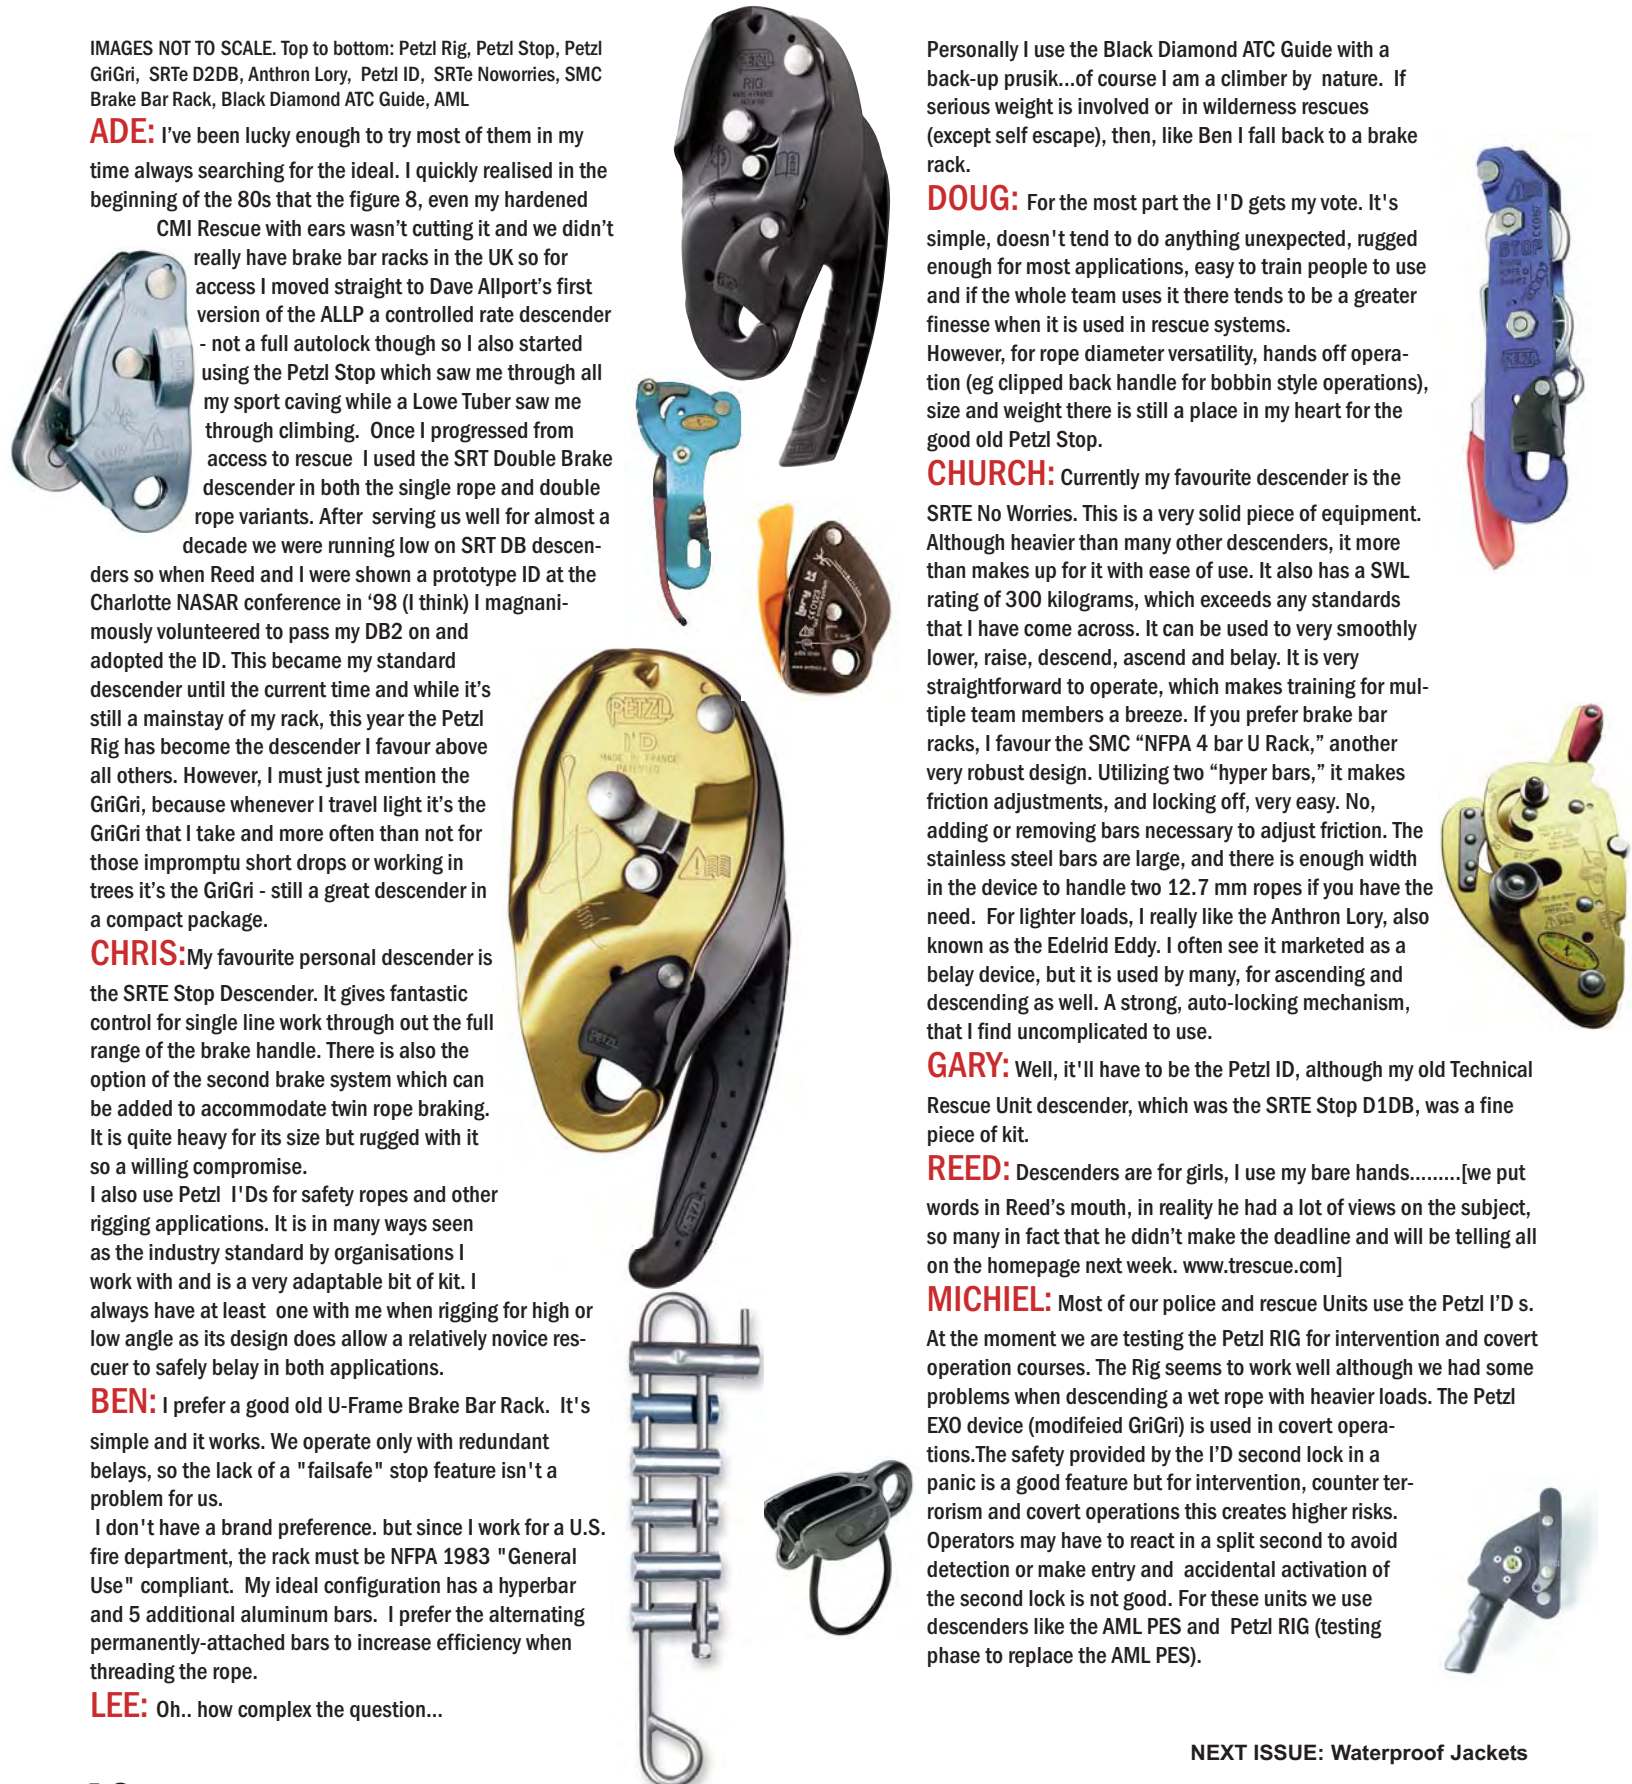 IMAGES NOT TO SCALE. Top to bottom: Petzl Rig, Petzl Stop, Petzl
GriGri, SRTe D2DB, Anthron Lory, Petzl ID, SRTe Noworries, SMC
Brake Bar Rack, Black Diamond ATC Guide, AML
ADE: I've been lucky enough to try most of them in my
time always searching for the ideal. I quickly realised in the
beginning of the 80s that the figure 8, even my hardened
CMI Rescue with ears wasn't cutting it and we didn't
really have brake bar racks in the UK so for
access I moved straight to Dave Allport's first
version of the ALLP a controlled rate descender
- not a full autolock though so I also started
using the Petzl Stop which saw me through all
my sport caving while a Lowe Tuber saw me
through climbing. Once I progressed from
access to rescue I used the SRT Double Brake
descender in both the single rope and double
rope variants. After serving us well for almost a
decade we were running low on SRT DB descen-
ders so when Reed and I were shown a prototype ID at the
Charlotte NASAR conference in ‘98 (I think) I magnani-
mously volunteered to pass my DB2 on and
adopted the ID. This became my standard
descender until the current time and while it's
still a mainstay of my rack, this year the Petzl
Rig has become the descender I favour above
all others. However, I must just mention the
GriGri, because whenever I travel light it's the
GriGri that I take and more often than not for
those impromptu short drops or working in
trees it's the GriGri - still a great descender in
a compact package.
CHRIS:My favourite personal descender is
the SRTE Stop Descender. It gives fantastic
control for single line work through out the full
range of the brake handle. There is also the
option of the second brake system which can
be added to accommodate twin rope braking.
It is quite heavy for its size but rugged with it
so a willing compromise.
I also use Petzl I'Ds for safety ropes and other
rigging applications. It is in many ways seen
as the industry standard by organisations I
work with and is a very adaptable bit of kit. I
always have at least one with me when rigging for high or
low angle as its design does allow a relatively novice res-
cuer to safely belay in both applications.
BEN: I prefer a good old U-Frame Brake Bar Rack. It's
simple and it works. We operate only with redundant
belays, so the lack of a "failsafe" stop feature isn't a
problem for us.
I don't have a brand preference. but since I work for a U.S.
fire department, the rack must be NFPA 1983 "General
Use" compliant. My ideal configuration has a hyperbar
and 5 additional aluminum bars. I prefer the alternating
permanently-attached bars to increase efficiency when
threading the rope.
LEE: Oh.. how complex the question...
PETZL
RIG
MADE IN FRANCE
PATENTED
PETZL
I'D
MADE IN FRANCE
PATENTED
PETZL
PETZL
lory
STOP
PETZL
Personally I use the Black Diamond ATC Guide with a
back-up prusik...of course I am a climber by nature. If
serious weight is involved or in wilderness rescues
(except self escape), then, like Ben I fall back to a brake
rack.
DOUG: For the most part the I'D gets my vote. It's
simple, doesn't tend to do anything unexpected, rugged
enough for most applications, easy to train people to use
and if the whole team uses it there tends to be a greater
finesse when it is used in rescue systems.
However, for rope diameter versatility, hands off opera-
tion (eg clipped back handle for bobbin style operations),
size and weight there is still a place in my heart for the
good old Petzl Stop.
CHURCH: Currently my favourite descender is the
SRTE No Worries. This is a very solid piece of equipment.
Although heavier than many other descenders, it more
than makes up for it with ease of use. It also has a SWL
rating of 300 kilograms, which exceeds any standards
that I have come across. It can be used to very smoothly
lower, raise, descend, ascend and belay. It is very
straightforward to operate, which makes training for mul-
tiple team members a breeze. If you prefer brake bar
racks, I favour the SMC “NFPA 4 bar U Rack,” another
very robust design. Utilizing two “hyper bars,” it makes
friction adjustments, and locking off, very easy. No,
adding or removing bars necessary to adjust friction. The
stainless steel bars are large, and there is enough width
in the device to handle two 12.7 mm ropes if you have the
need. For lighter loads, I really like the Anthron Lory, also
known as the Edelrid Eddy. I often see it marketed as a
belay device, but it is used by many, for ascending and
descending as well. A strong, auto-locking mechanism,
that I find uncomplicated to use.
GARY: Well, it'll have to be the Petzl ID, although my old Technical
Rescue Unit descender, which was the SRTE Stop D1DB, was a fine
piece of kit.
REED: Descenders are for girls, I use my bare hands.........[we put
words in Reed's mouth, in reality he had a lot of views on the subject,
so many in fact that he didn't make the deadline and will be telling all
on the homepage next week. www.trescue.com]
MICHIEL: Most of our police and rescue Units use the Petzl I'D s.
At the moment we are testing the Petzl RIG for intervention and covert
operation courses. The Rig seems to work well although we had some
problems when descending a wet rope with heavier loads. The Petzl
EXO device (modifeied GriGri) is used in covert opera-
tions.The safety provided by the I'D second lock in a
panic is a good feature but for intervention, counter ter-
rorism and covert operations this creates higher risks.
Operators may have to react in a split second to avoid
detection or make entry and accidental activation of
the second lock is not good. For these units we use
descenders like the AML PES and Petzl RIG (testing
phase to replace the AML PES).
NEXT ISSUE: Waterproof Jackets